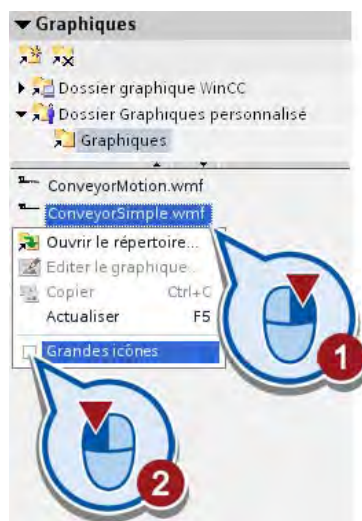 Graphiques
Dossier graphique WinCC
Dossier Graphiques personnalisé
Graphiques
ConveyorMotion.wmf
ConveyorSimple.wmf
Ouvrir le répertoire...
Editer le graphique...
Copier Ctrl+C
Actualiser F5
Grandes icônes
1
2